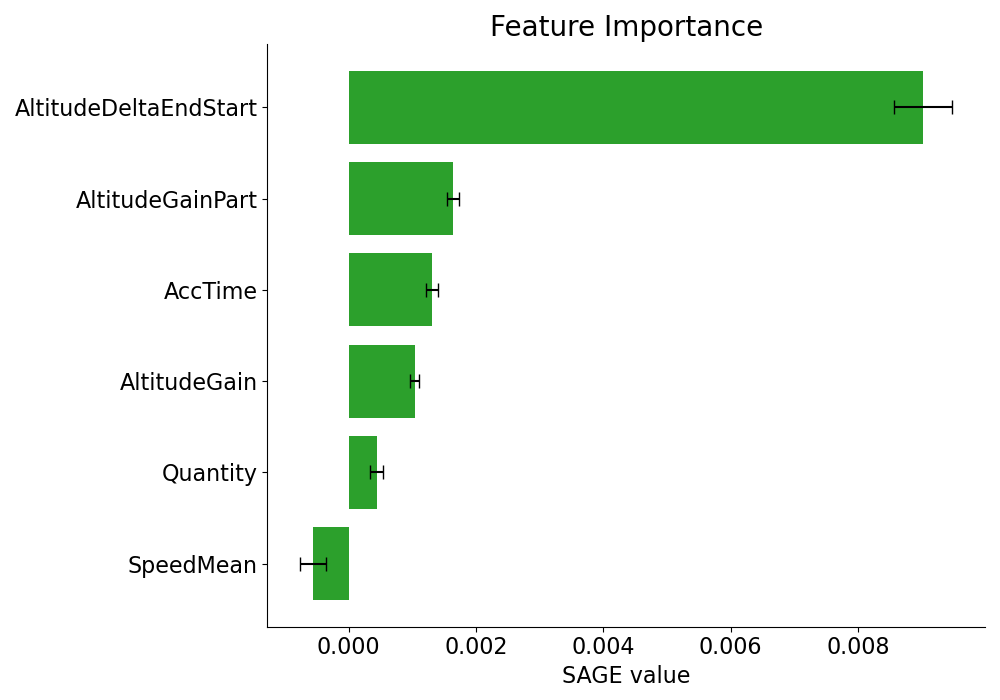 Feature Importance
AltitudeDeltaEndStart
AltitudeGainPart
AccTime
AltitudeGain
Quantity
SpeedMean
0.000 0.002 0.004 0.006 0.008
SAGE value